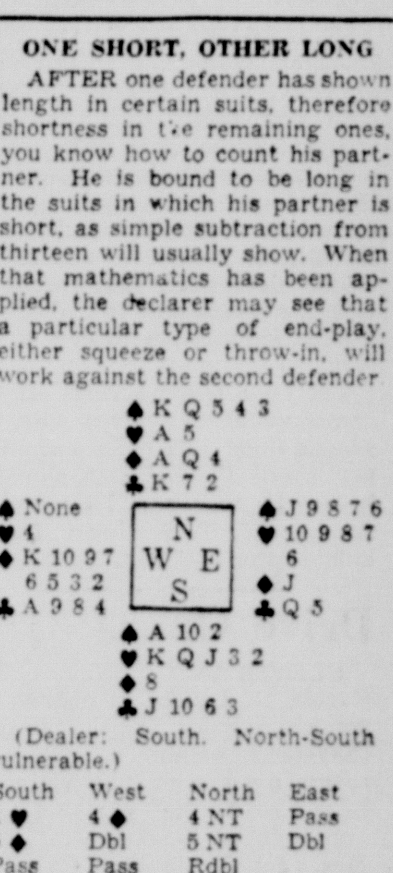 ONE SHORT, OTHER LONG
AFTER one defender has shown
length in certain suits, therefore
shortness in the remaining ones,
you know how to count his part-
ner. He is bound to be long in
the suits in which his partner is
short, as simple subtraction from
thirteen will usually show. When
that mathematics has been ap-
plied, the declarer may see that
a particular type of end-play,
either squeeze or throw-in, will
work against the second defender
♠ K Q 5 4 3
♥ A 5
♦ A Q 4
♣ K 7 2
♠ None
♥ 4
♦ K 10 9 7
6 5 3 2
♣ A 9 8 4
N
W E
S
♠ J 9 8 7 6
♥ 10 9 8 7
6
♦ J
♣ Q 5
♠ A 10 2
♥ K Q J 3 2
♦ 8
♣ J 10 6 3
(Dealer: South. North-South
ulnerable.)
South West North East
♥ 4 ♦ 4 NT Pass
♦ Dbl 5 NT Dbl
Pass Pass Rdbl